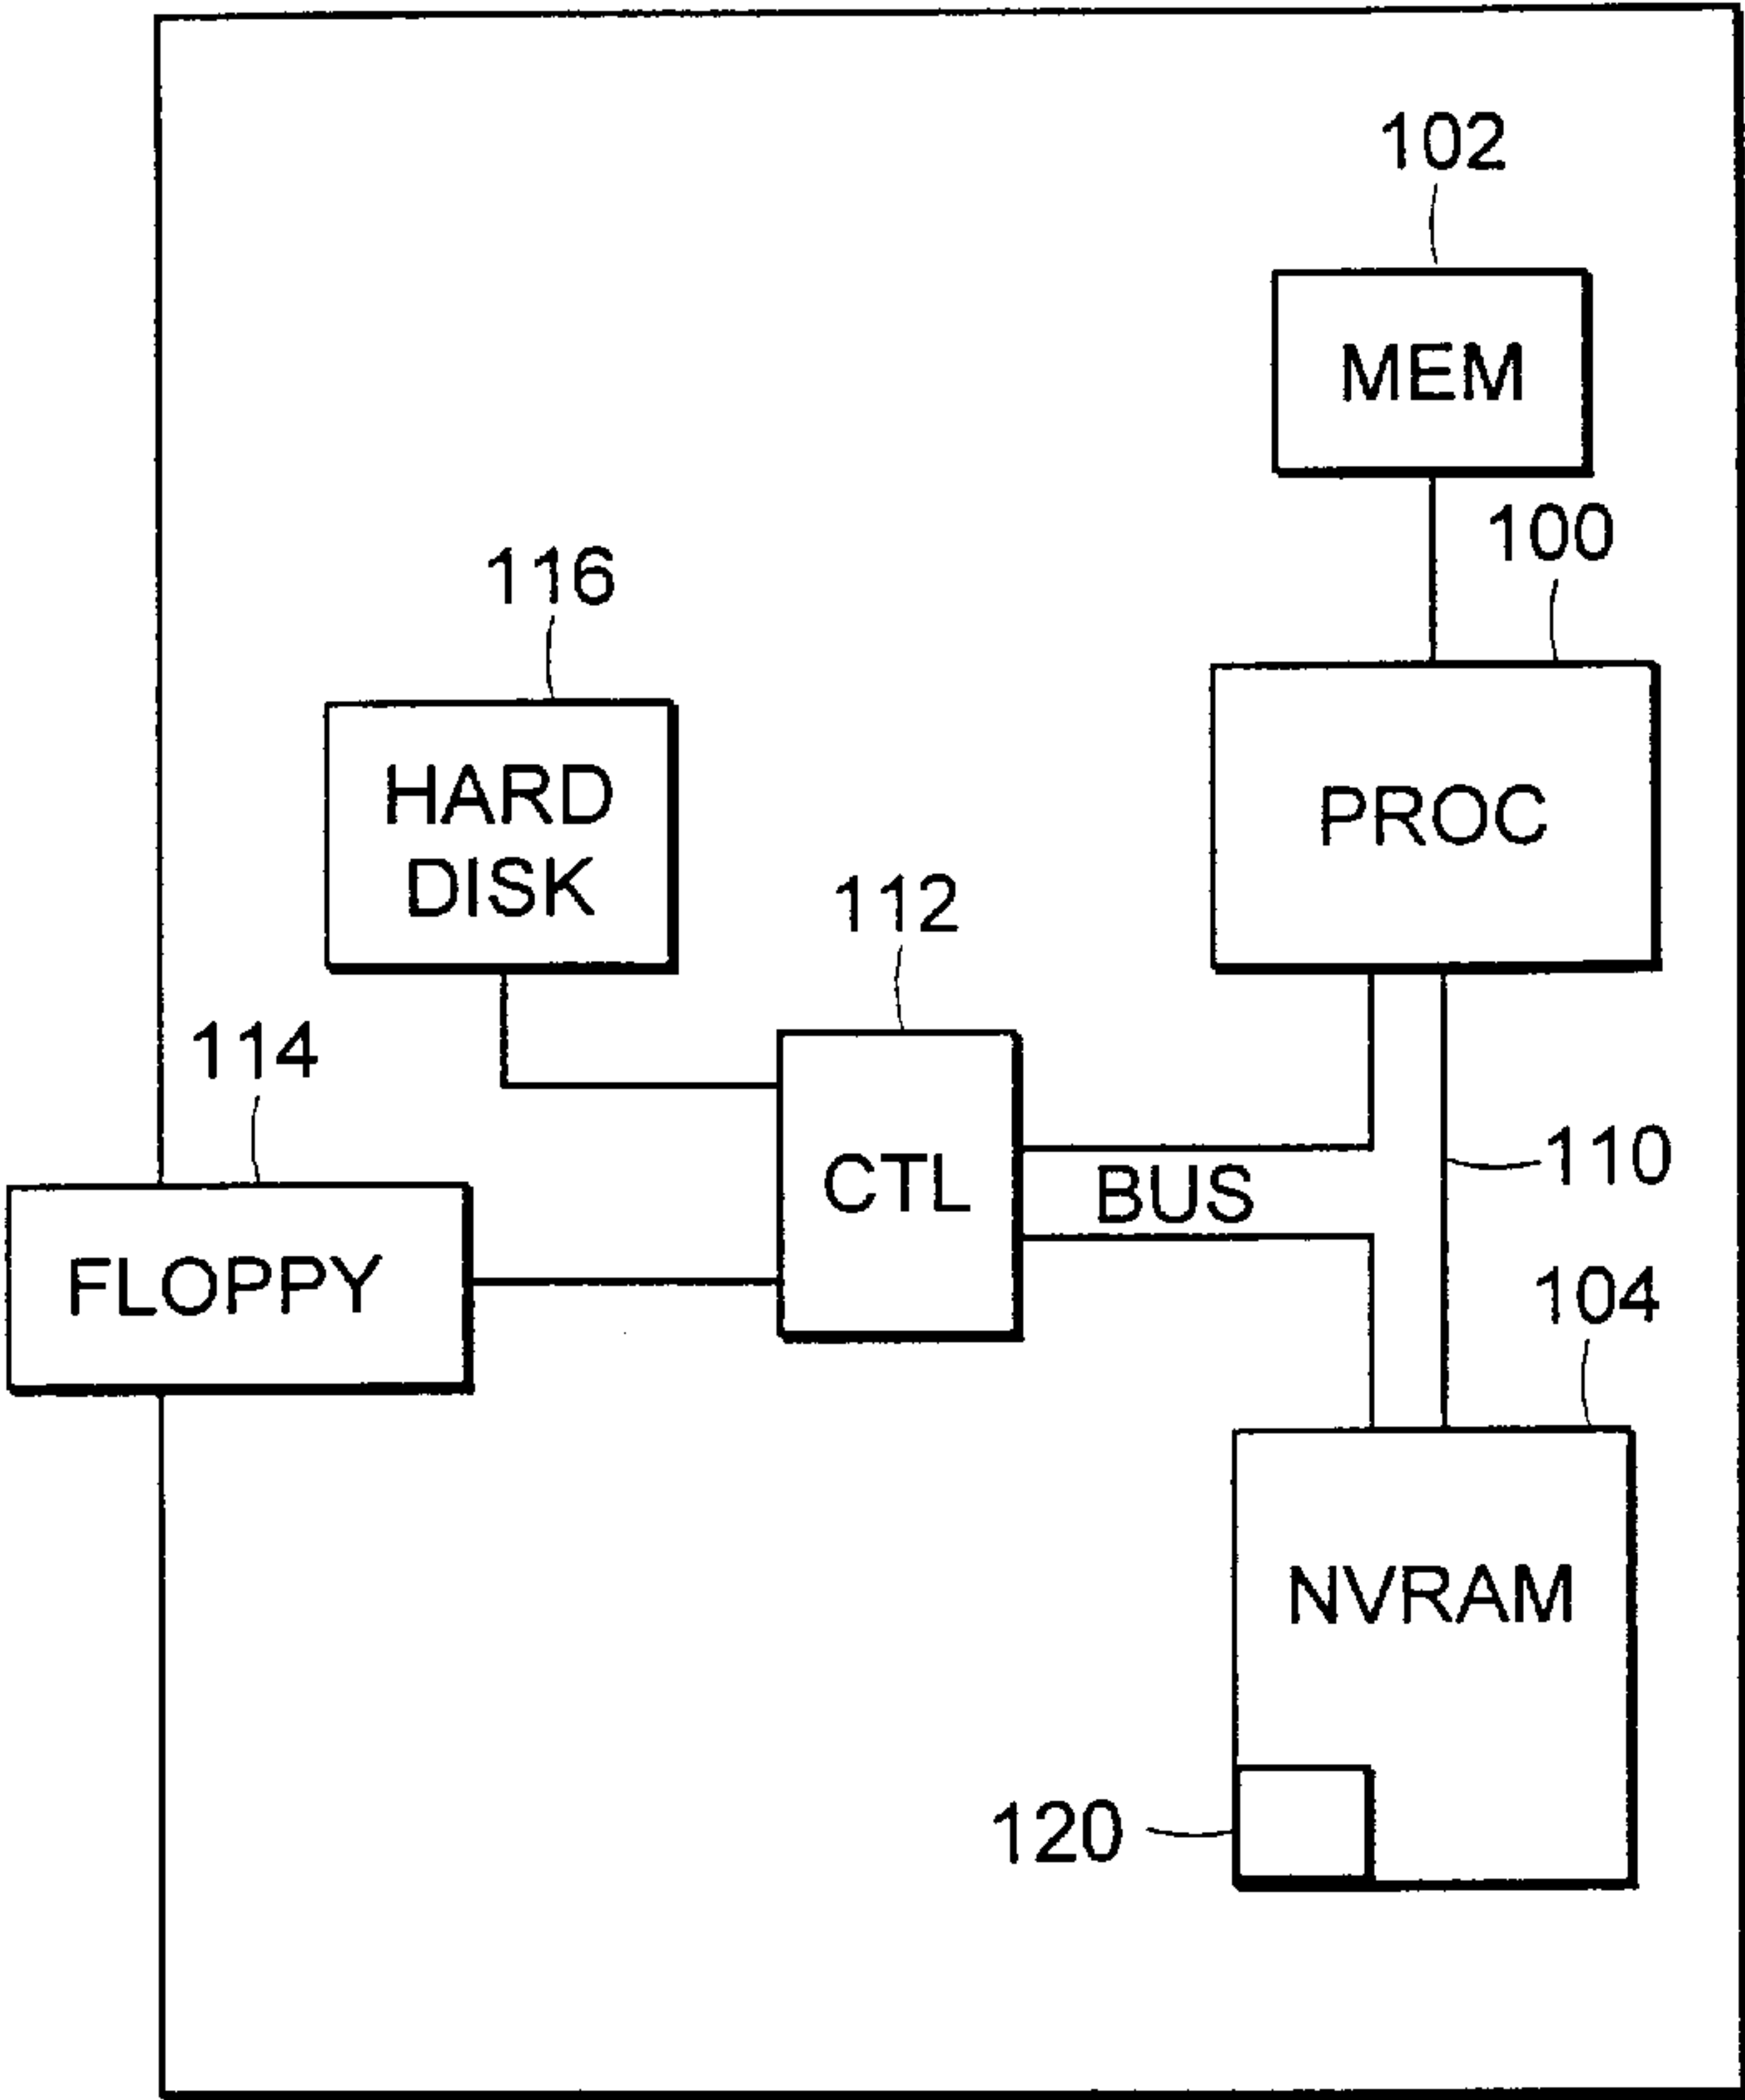 102
MEM
100
116
PROC
HARD
DISK
112
114
CTL
BUS
110
FLOPPY
104
NVRAM
120